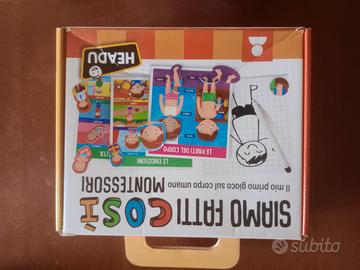 HEADU
SIAMO FATTI COSÌ
MONTESSORI
Il mio primo gioco sul corpo umano
LE PARTI DEL CORPO
LE EMOZIONI
subito